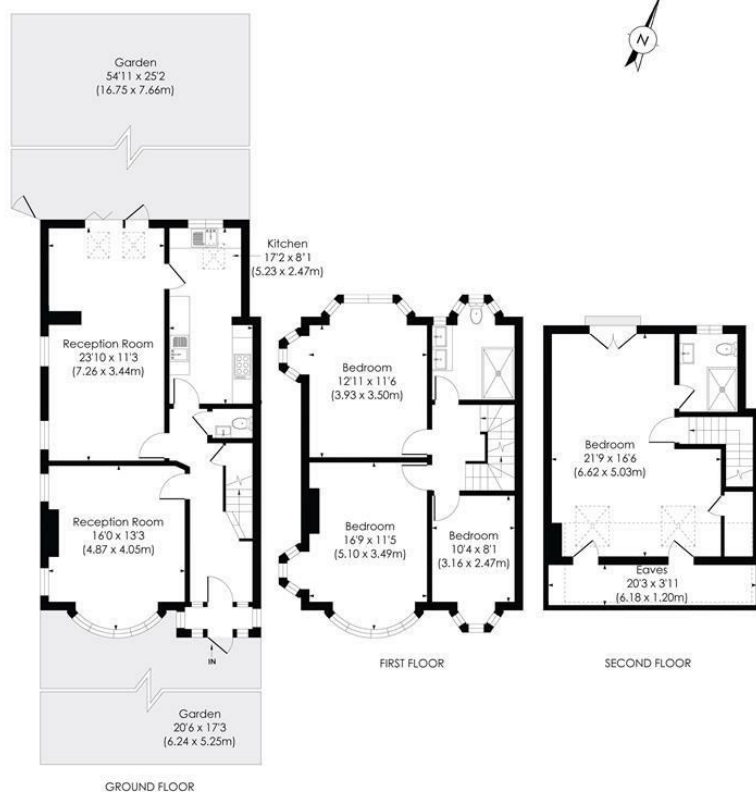 N
Garden
54'11 x 25'2
(16.75 x 7.66m)
Kitchen
17'2 x 8'1
(5.23 x 2.47m)
Reception Room
23'10 x 11'3
(7.26 x 3.44m)
Reception Room
16'0 x 13'3
(4.87 x 4.05m)
IN
Garden
20'6 x 17'3
(6.24 x 5.25m)
GROUND FLOOR
Bedroom
12'11 x 11'6
(3.93 x 3.50m)
Bedroom
16'9 x 11'5
(5.10 x 3.49m)
Bedroom
10'4 x 8'1
(3.16 x 2.47m)
FIRST FLOOR
Bedroom
21'9 x 16'6
(6.62 x 5.03m)
Eaves
20'3 x 3'11
(6.18 x 1.20m)
SECOND FLOOR